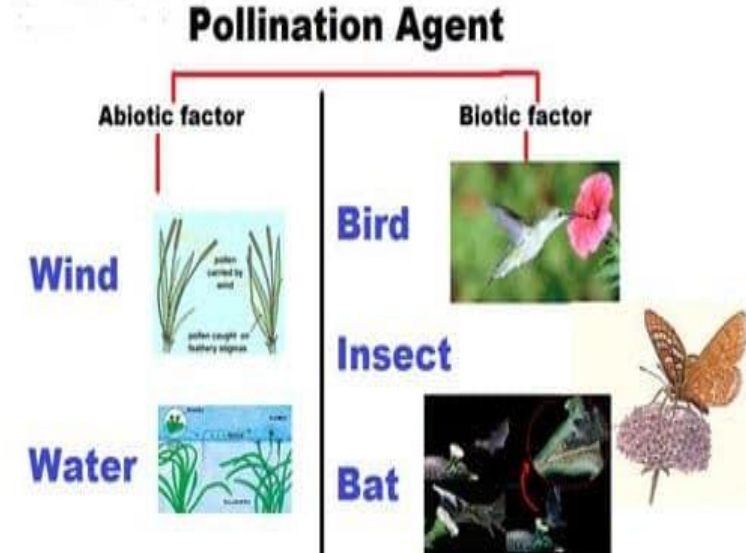 Pollination Agent
Abiotic factor
Biotic factor
Wind
pollen
carried by
wind
pollen caught on
feathery stigmas
Water
Bird
Insect
Bat